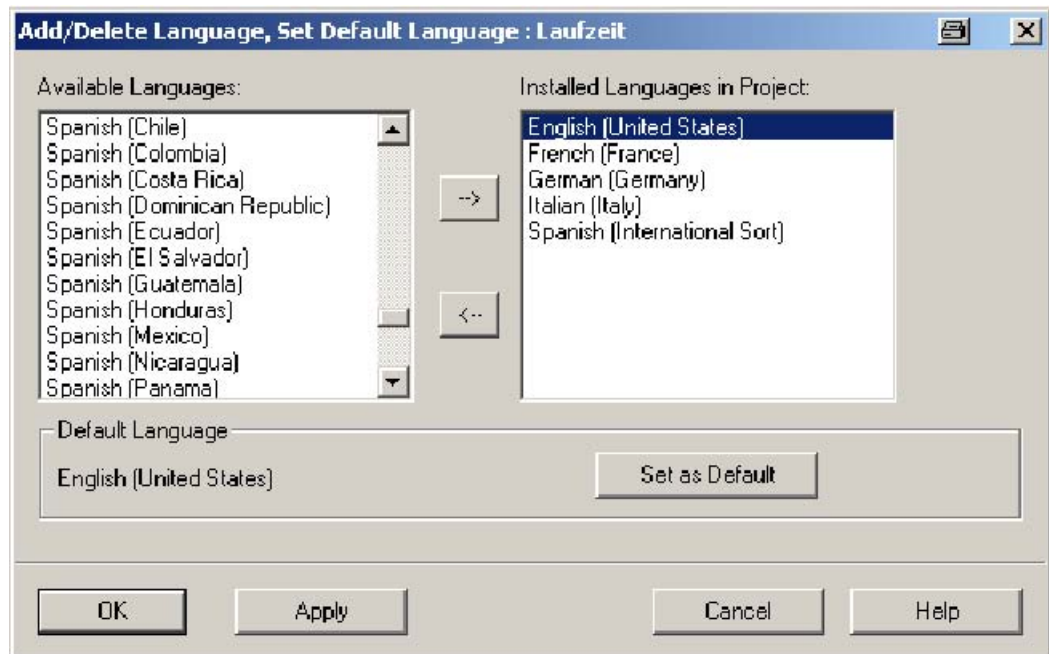 Add/Delete Language, Set Default Language : Laufzeit
Available Languages:
Spanish (Chile)
Spanish (Colombia)
Spanish (Costa Rica)
Spanish (Dominican Republic)
Spanish (Ecuador)
Spanish (El Salvador)
Spanish (Guatemala)
Spanish (Honduras)
Spanish (Mexico)
Spanish (Nicaragua)
Spanish (Panama)
-->
<--
Installed Languages in Project:
English (United States)
French (France)
German (Germany)
Italian (Italy)
Spanish (International Sort)
Default Language
English (United States)
Set as Default
OK
Apply
Cancel
Help